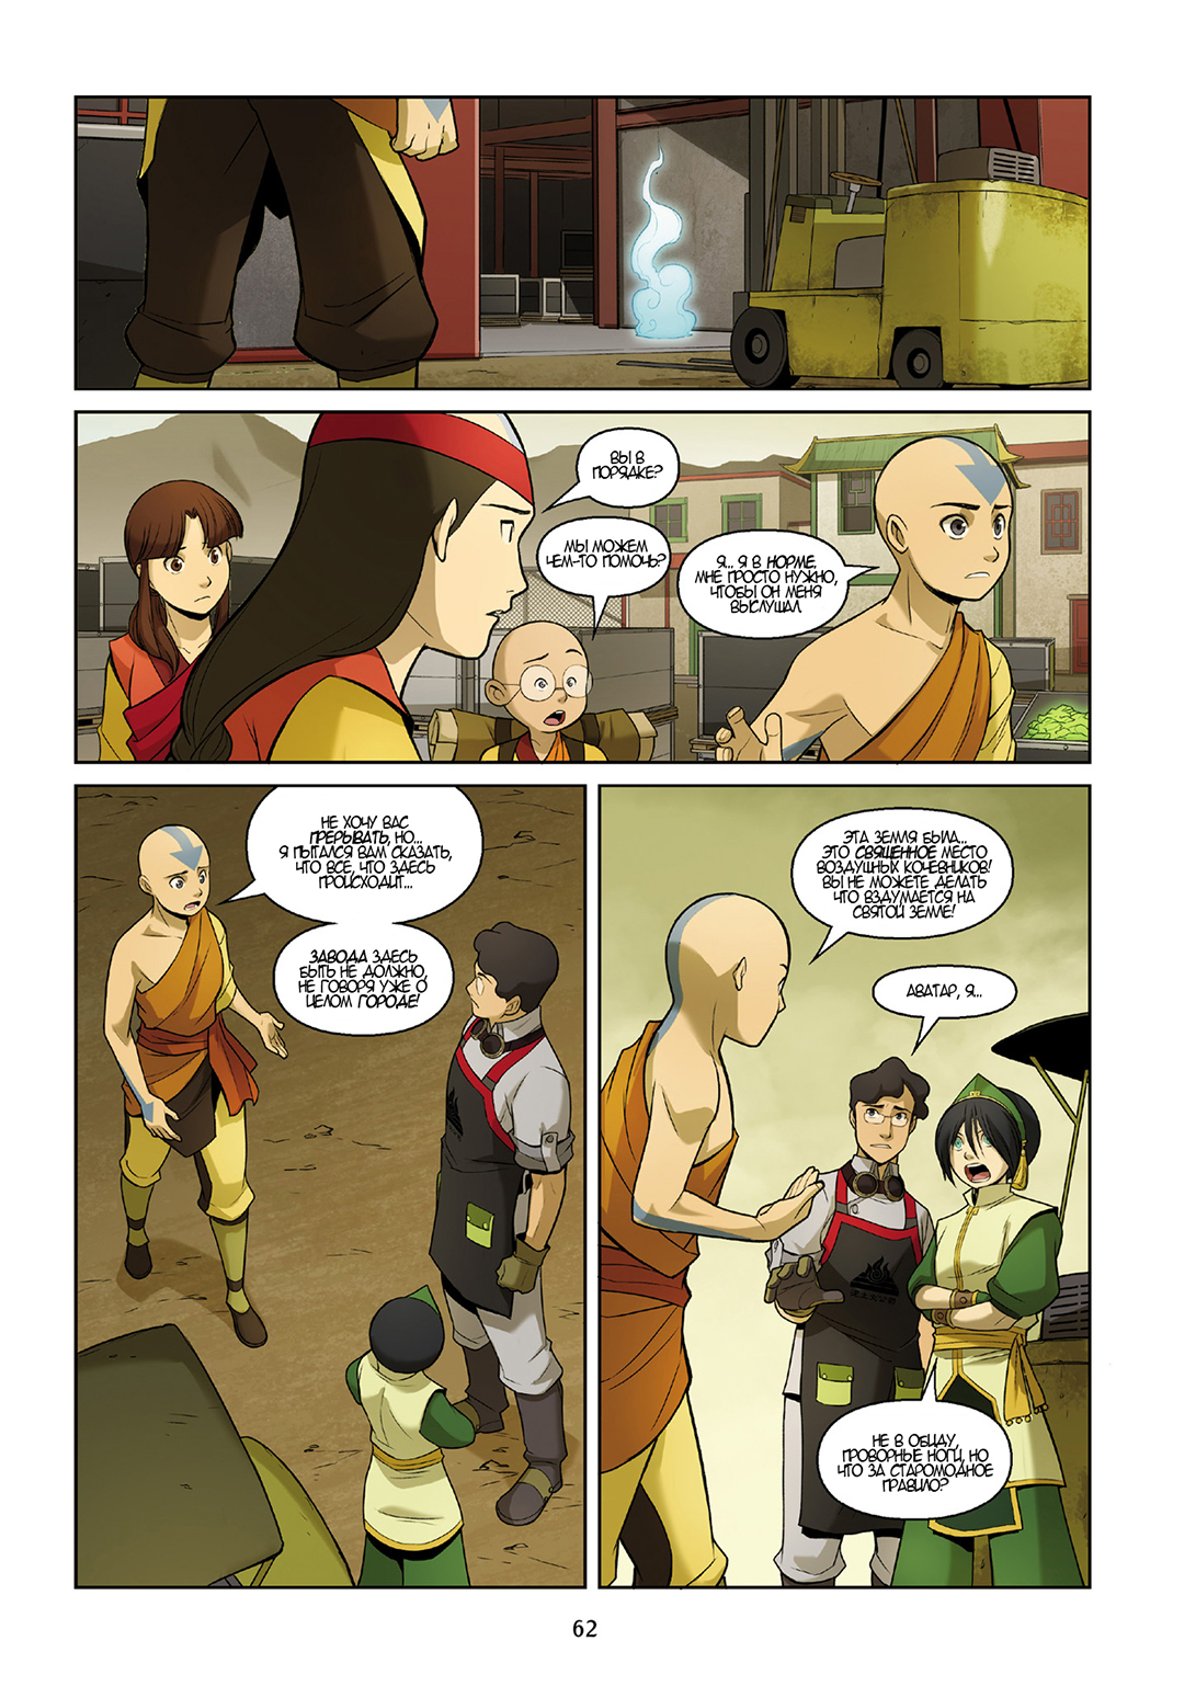 ВЫ В
ПОРЯДКЕ?
МЫ МОЖЕМ
ЧЕМ-ТО ПОМОЧЬ?
Я... Я В НОРМЕ.
МНЕ ПРОСТО НУЖНО,
ЧТОБЫ ОН МЕНЯ
ВЫСЛУШАЛ
НЕ ХОЧУ ВАС
ПРЕРЫВАТЬ, НО...
Я ПЫТАЛСЯ ВАМ СКАЗАТЬ,
ЧТО ВСЕ, ЧТО ЗДЕСЬ
ПРОИСХОДИТ...
ЗАВОДА ЗДЕСЬ
БЫТЬ НЕ ДОЛЖНО,
НЕ ГОВОРЯ УЖЕ О
ЦЕЛОМ ГОРОДЕ!
ЭТА ЗЕМЛЯ БЫЛА...
ЭТО СВЯЩЕННОЕ МЕСТО
ВОЗДУШНЫХ КОЧЕВНИКОВ!
ВЫ НЕ МОЖЕТЕ ДЕЛАТЬ
ЧТО ВЗДУМАЕТСЯ НА
СВЯТОЙ ЗЕМЛЕ!
АВАТАР, Я...
НЕ В ОБИДУ,
ПРОВОРНЫЕ НОГИ, НО
ЧТО ЗА СТАРОМОДНОЕ
ПРАВИЛО?
62